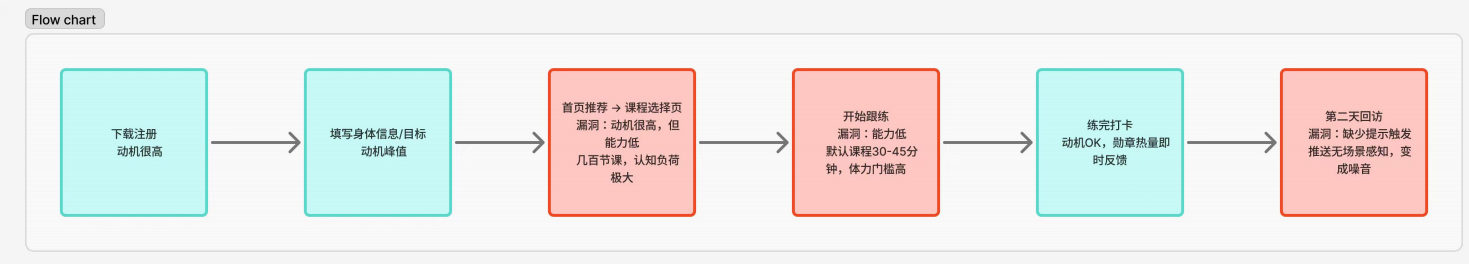 Flow chart
下载注册
动机很高
填写身体信息/目标
动机峰值
首页推荐 → 课程选择页
漏洞：动机很高，但
能力低
几百节课，认知负荷
极大
开始跟练
漏洞：能力低
默认课程30-45分
钟，体力门槛高
练完打卡
动机OK，勋章热量即
时反馈
第二天回访
漏洞：缺少提示触发
推送无场景感知，变
成噪音